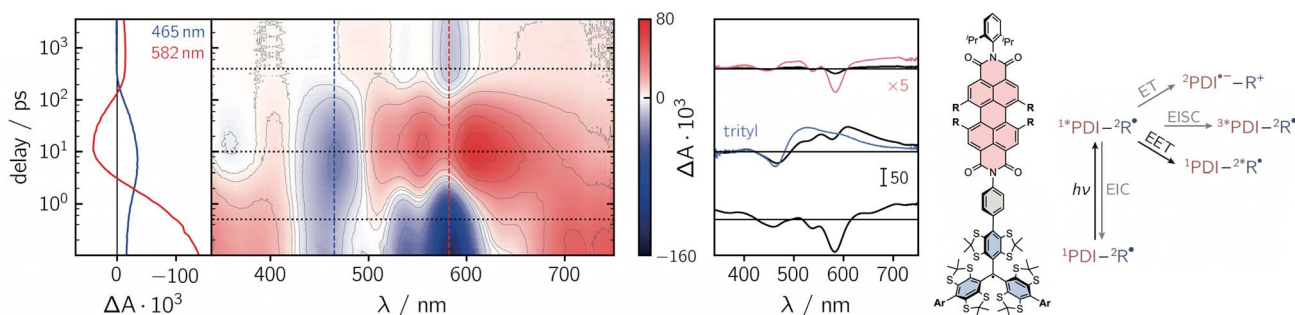 delay / ps
10³
10²
10¹
10⁰
465 nm
582 nm
0
−100
ΔA · 10³
400
500
600
700
λ / nm
80
0
−160
ΔA · 10³
×5
trityl
50
400
500
600
700
λ / nm
iPr
iPr
O
N
O
R
R
R
R
O
N
O
S
S
S
S
S
S
S
S
S
S
S
S
Ar
Ar
¹*PDI–²R•
ET
²PDI•−–R⁺
EISC
³*PDI–²R•
EET
¹PDI–²*R•
hν
EIC
¹PDI–²R•